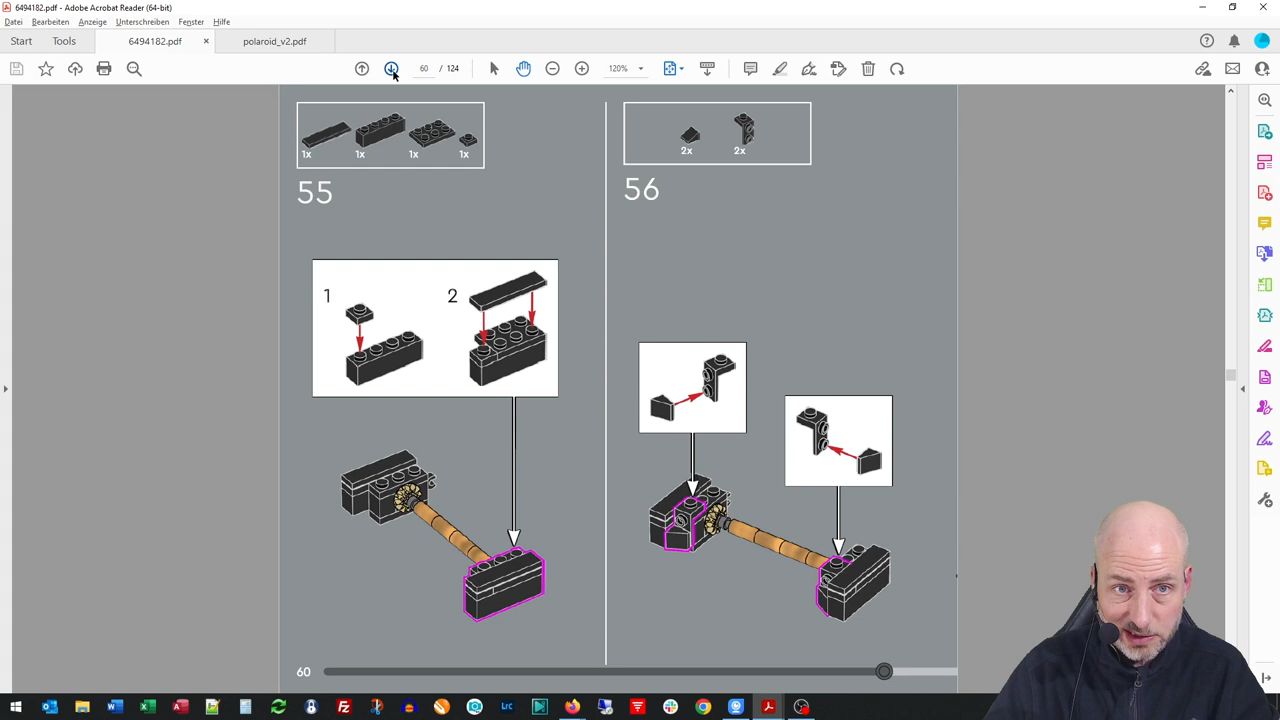 6494182.pdf - Adobe Acrobat Reader (64-bit)
Datei Bearbeiten Anzeige Unterschreiben Fenster Hilfe
Start Tools 6494182.pdf × polaroid_v2.pdf
60 / 124 120%
1x 1x 1x 1x
2x 2x
55
56
1 2
60
Lrc